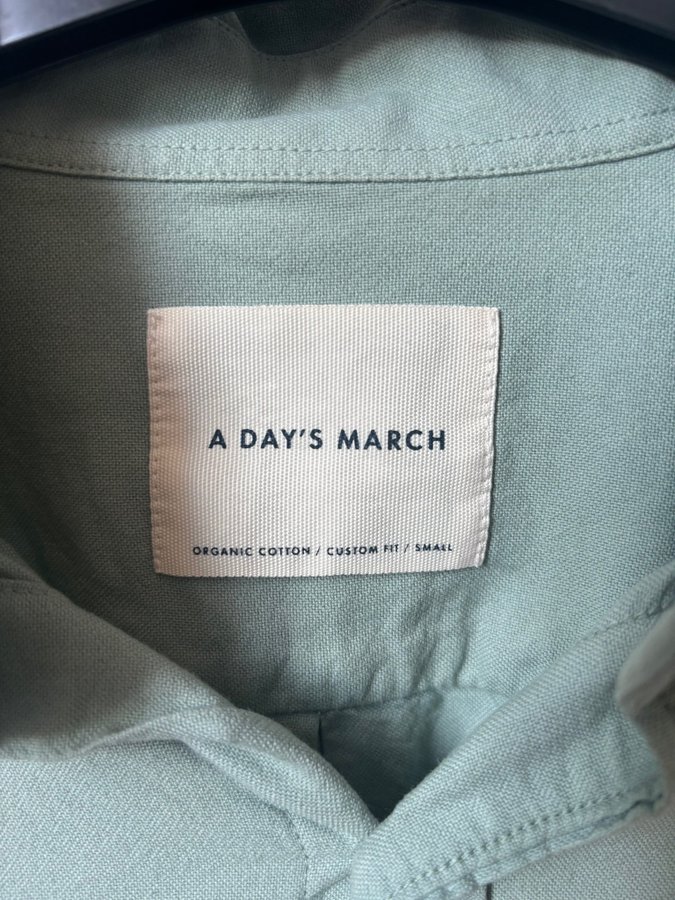 A DAY'S MARCH
ORGANIC COTTON / CUSTOM FIT / SMALL